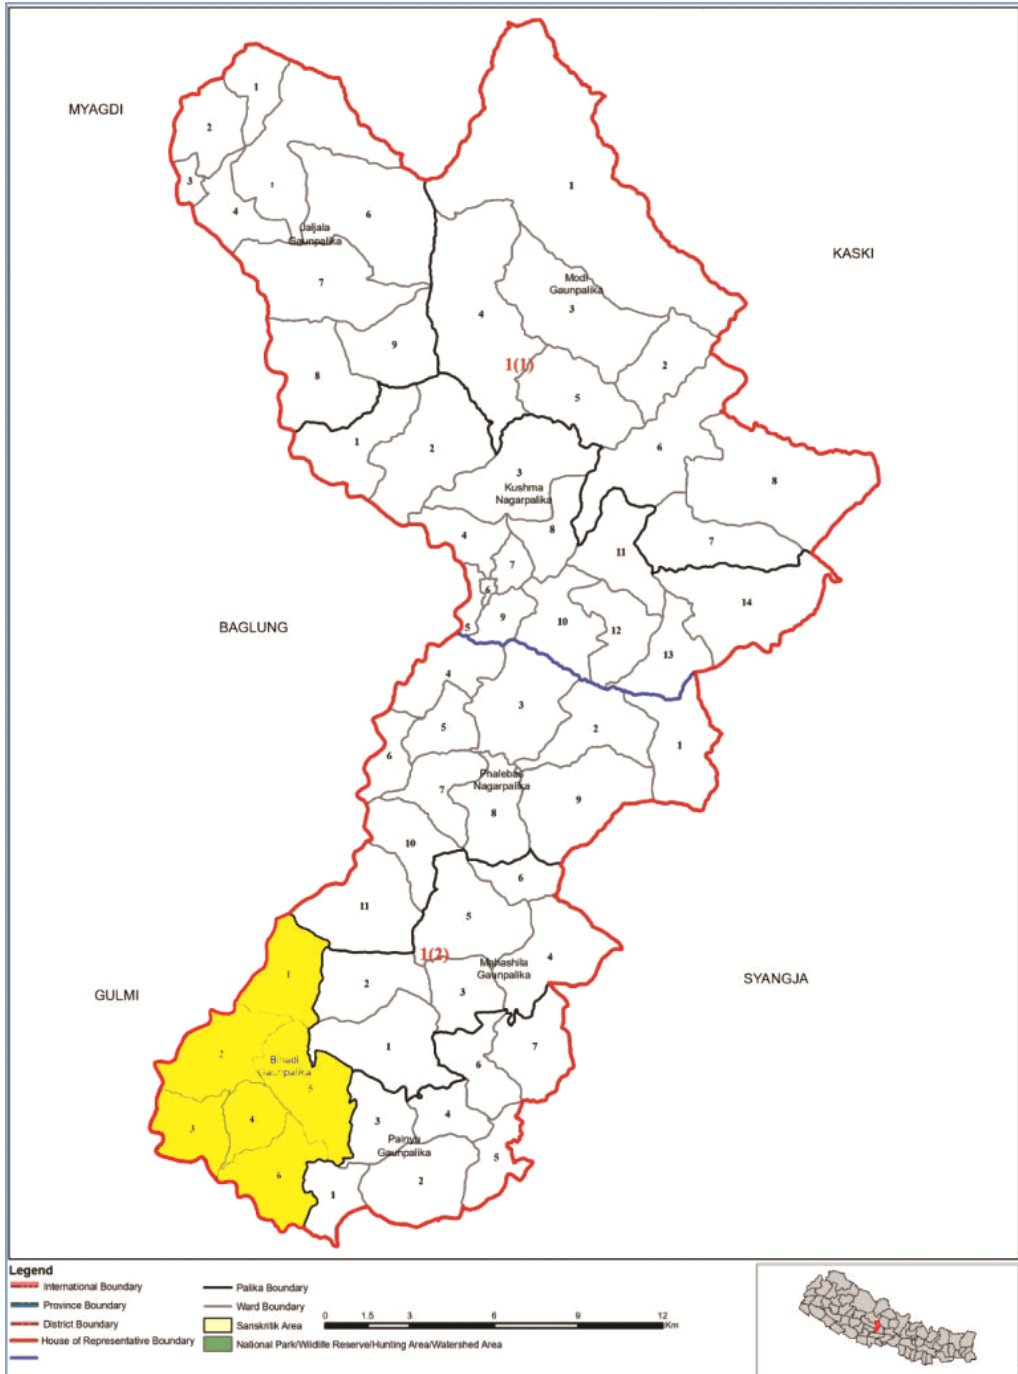 MYAGDI
1
2
3
4
6
Jaljala
Gaunpalika
7
9
8
1
KASKI
Modi
Gaunpalika
3
4
1(1)
2
5
6
8
7
1
2
3
Kushma
Nagarpalika
4
8
7
11
6
14
9
5
10
12
13
BAGLUNG
4
3
5
2
1
6
Phalebas
Nagarpalika
7
9
8
10
6
11
5
1(2)
4
Mahashila
Gaunpalika
SYANGJA
2
3
1
GULMI
1
2
Bihadi
Gaunpalika
5
4
3
6
7
6
3
4
Painyu
Gaunpalika
5
2
1
Legend
International Boundary
Province Boundary
District Boundary
House of Representative Boundary
Palika Boundary
Ward Boundary
Sanskritik Area
National Park/Wildlife Reserve/Hunting Area/Watershed Area
0 1.5 3 6 9 12
Km